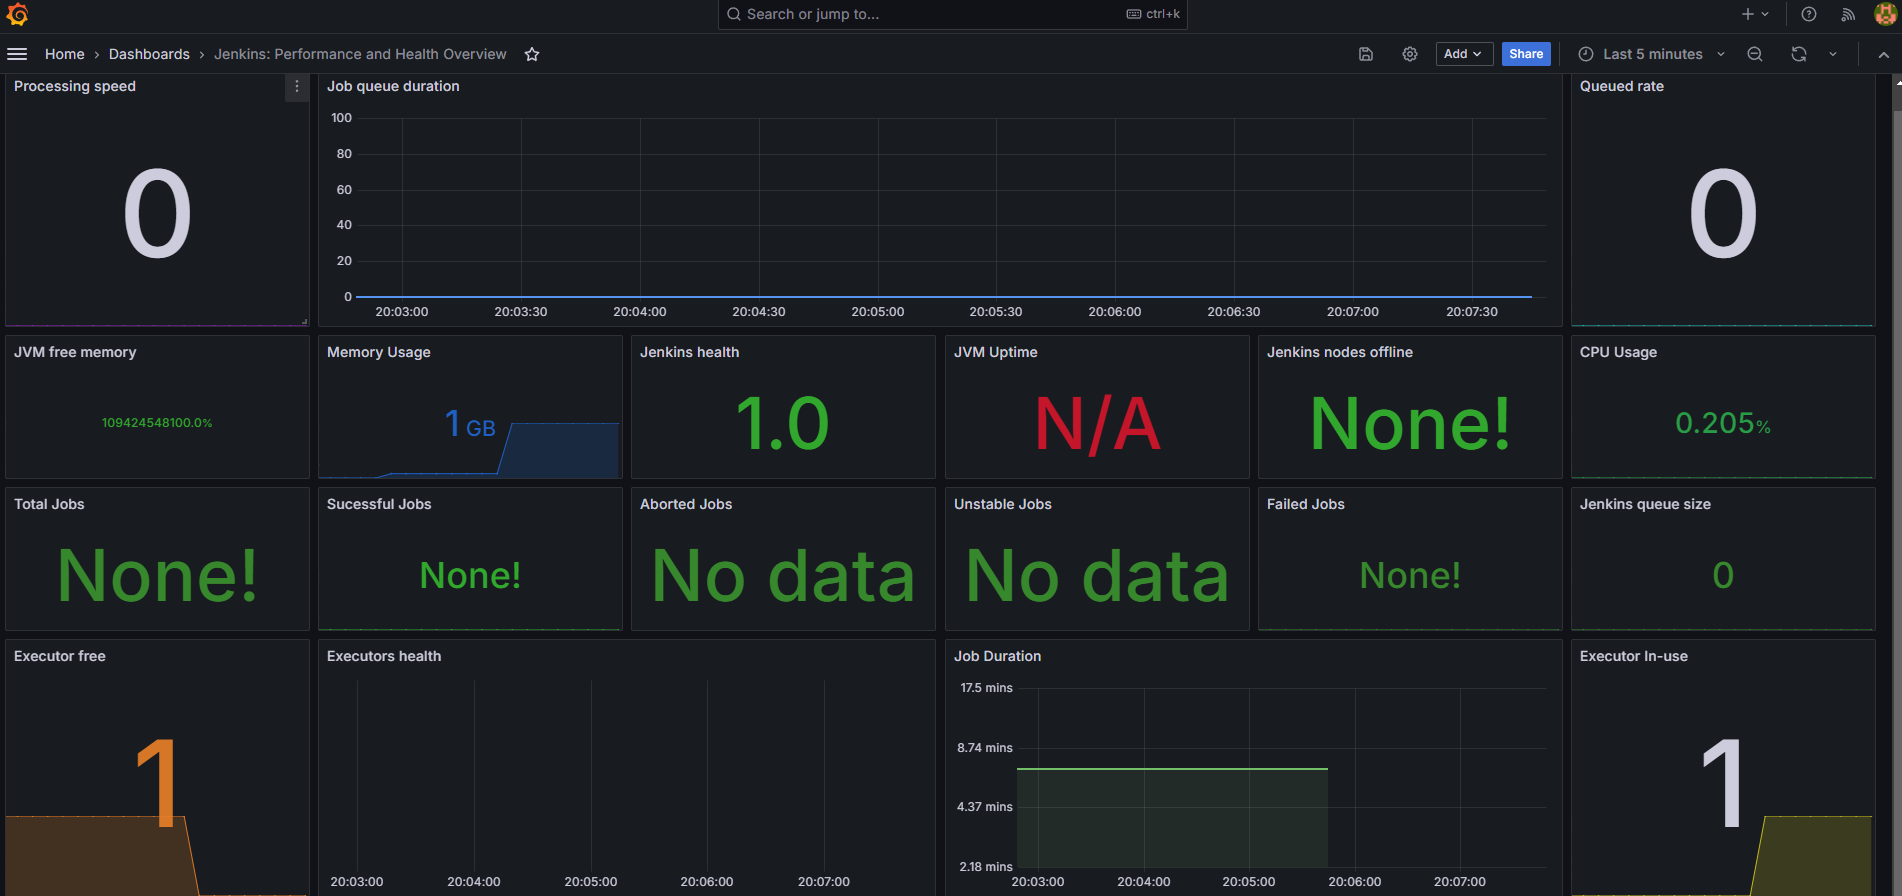 Search or jump to...
ctrl+k
Home › Dashboards › Jenkins: Performance and Health Overview
Add
Share
Last 5 minutes
Processing speed
0
Job queue duration
100
80
60
40
20
0
20:03:00 20:03:30 20:04:00 20:04:30 20:05:00 20:05:30 20:06:00 20:06:30 20:07:00 20:07:30
Queued rate
0
JVM free memory
109424548100.0%
Memory Usage
1 GB
Jenkins health
1.0
JVM Uptime
N/A
Jenkins nodes offline
None!
CPU Usage
0.205%
Total Jobs
None!
Sucessful Jobs
None!
Aborted Jobs
No data
Unstable Jobs
No data
Failed Jobs
None!
Jenkins queue size
0
Executor free
1
Executors health
20:03:00 20:04:00 20:05:00 20:06:00 20:07:00
Job Duration
17.5 mins
8.74 mins
4.37 mins
2.18 mins
20:03:00 20:04:00 20:05:00 20:06:00 20:07:00
Executor In-use
1